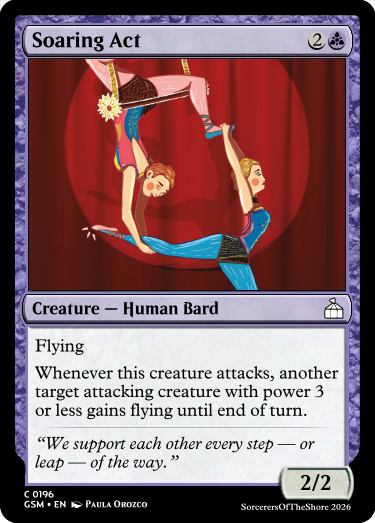 Soaring Act 2
Creature — Human Bard
Flying
Whenever this creature attacks, another
target attacking creature with power 3
or less gains flying until end of turn.
“We support each other every step — or
leap — of the way.”
2/2
C 0196
GSM • EN Paula Orozco
SorcerersOfTheShore 2026